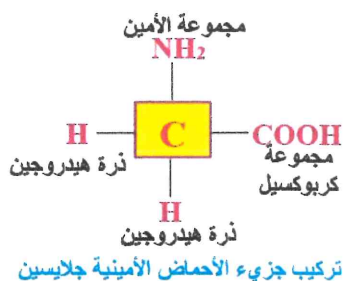 مجموعة الأمين
NH₂
H
C
COOH
ذرة هيدروجين
مجموعة
كربوكسيل
H
ذرة هيدروجين
تركيب جزيء الأحماض الأمينية جلايسين